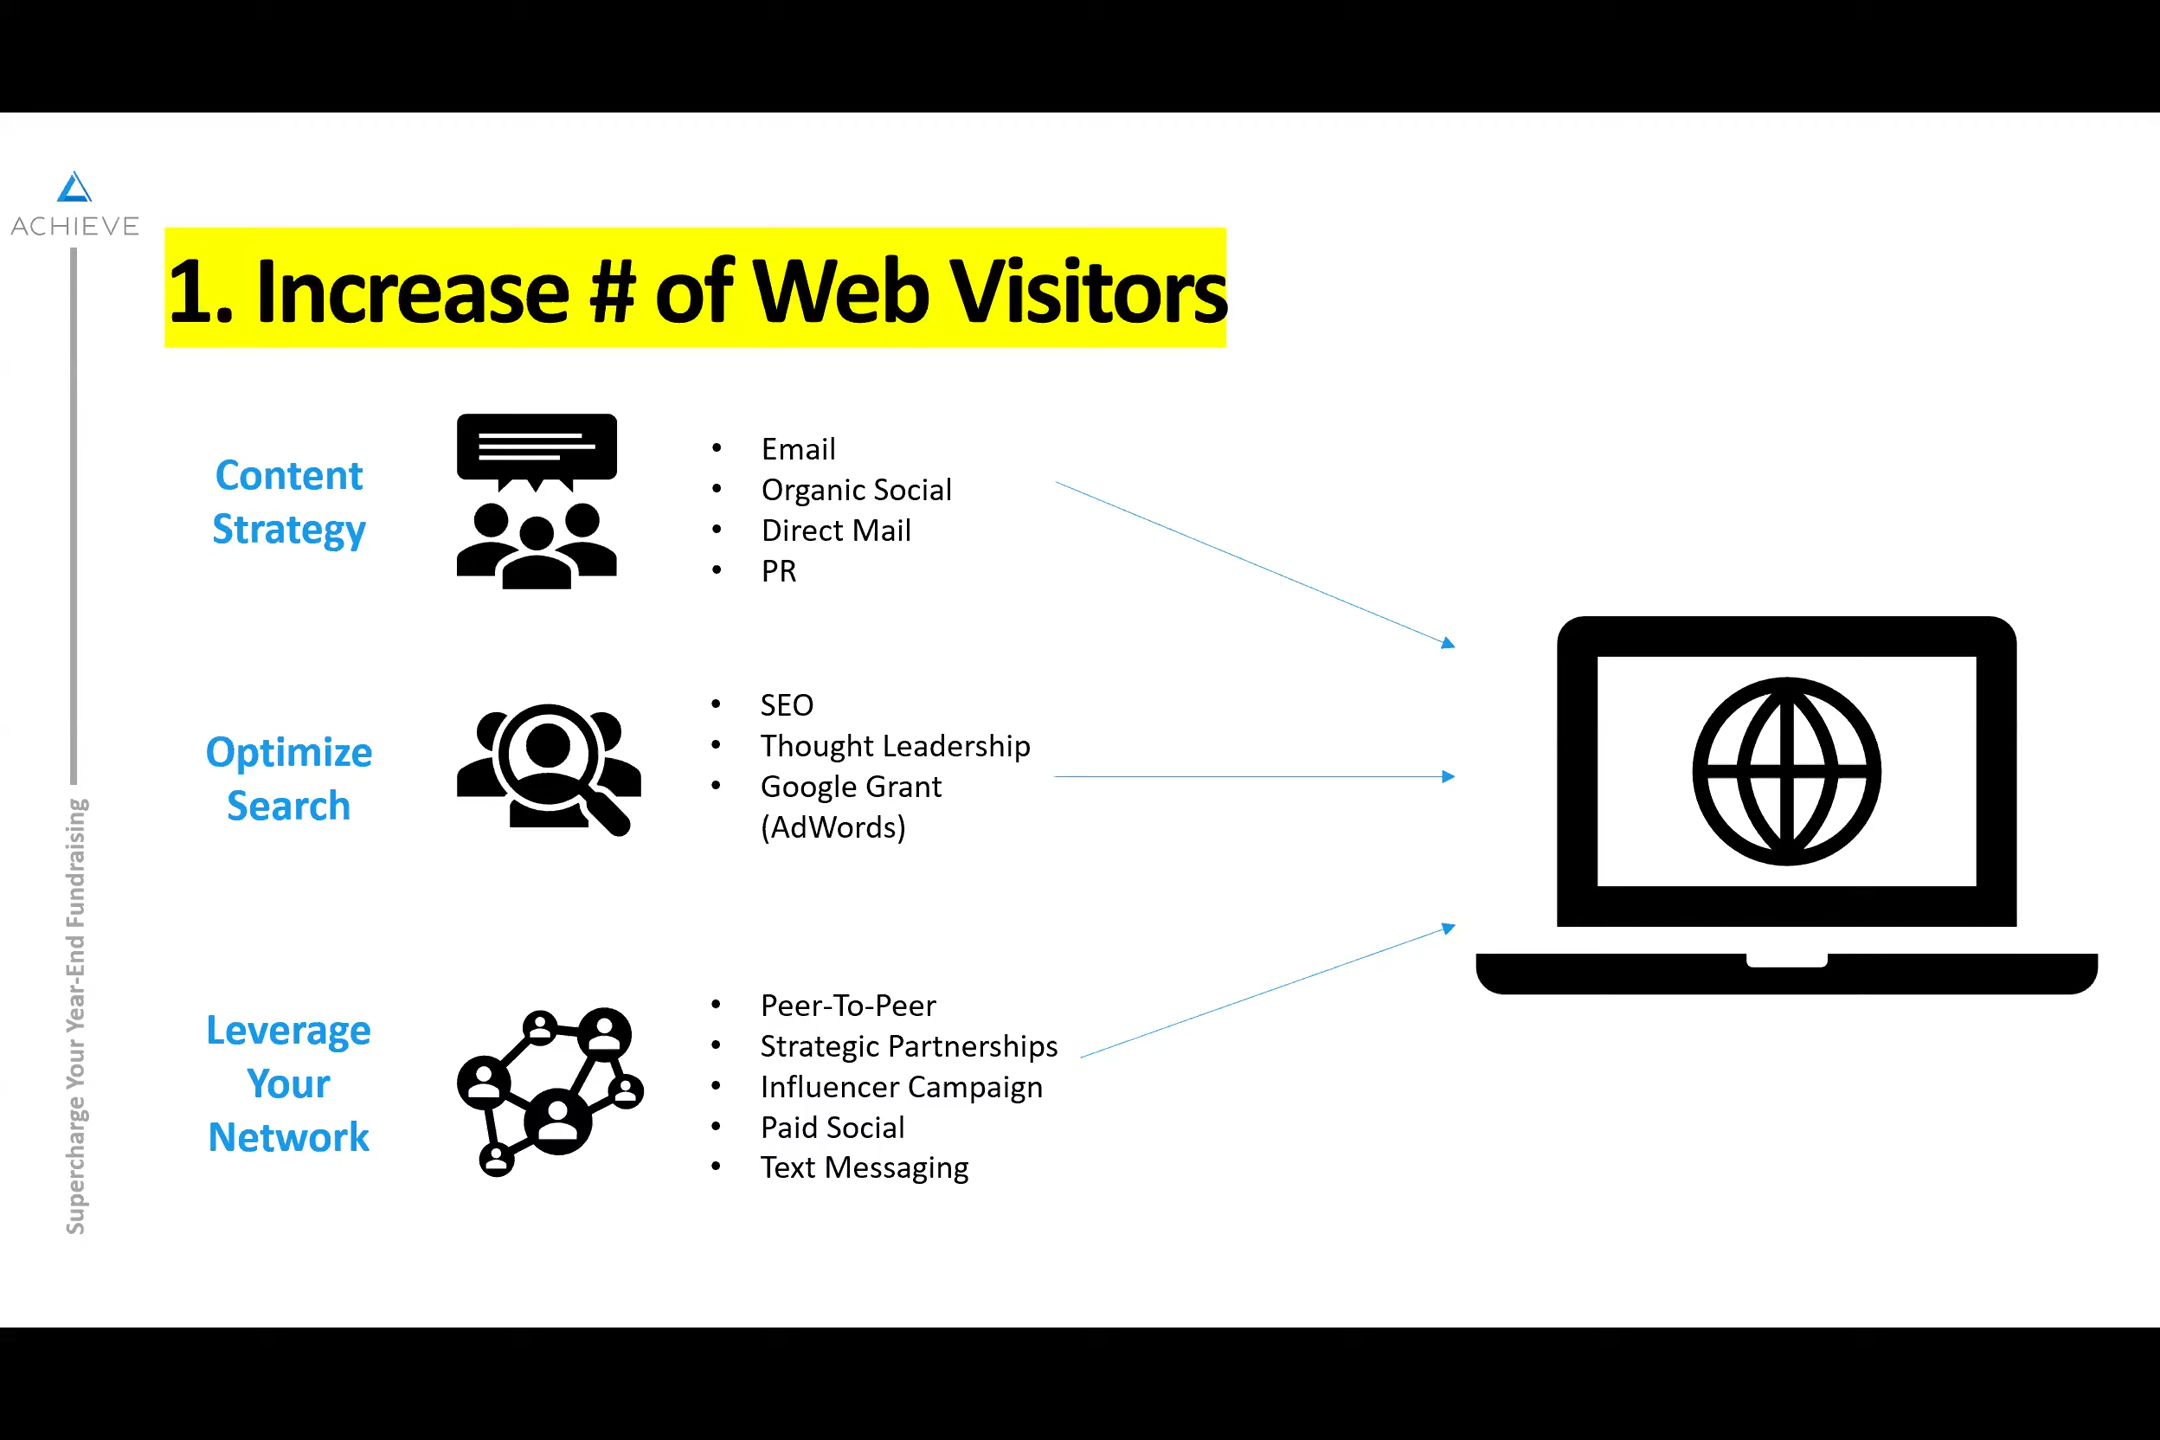 ACHIEVE
Supercharge Your Year-End Fundraising
1. Increase # of Web Visitors
Content
Strategy
• Email
• Organic Social
• Direct Mail
• PR
Optimize
Search
• SEO
• Thought Leadership
• Google Grant
(AdWords)
Leverage
Your
Network
• Peer-To-Peer
• Strategic Partnerships
• Influencer Campaign
• Paid Social
• Text Messaging